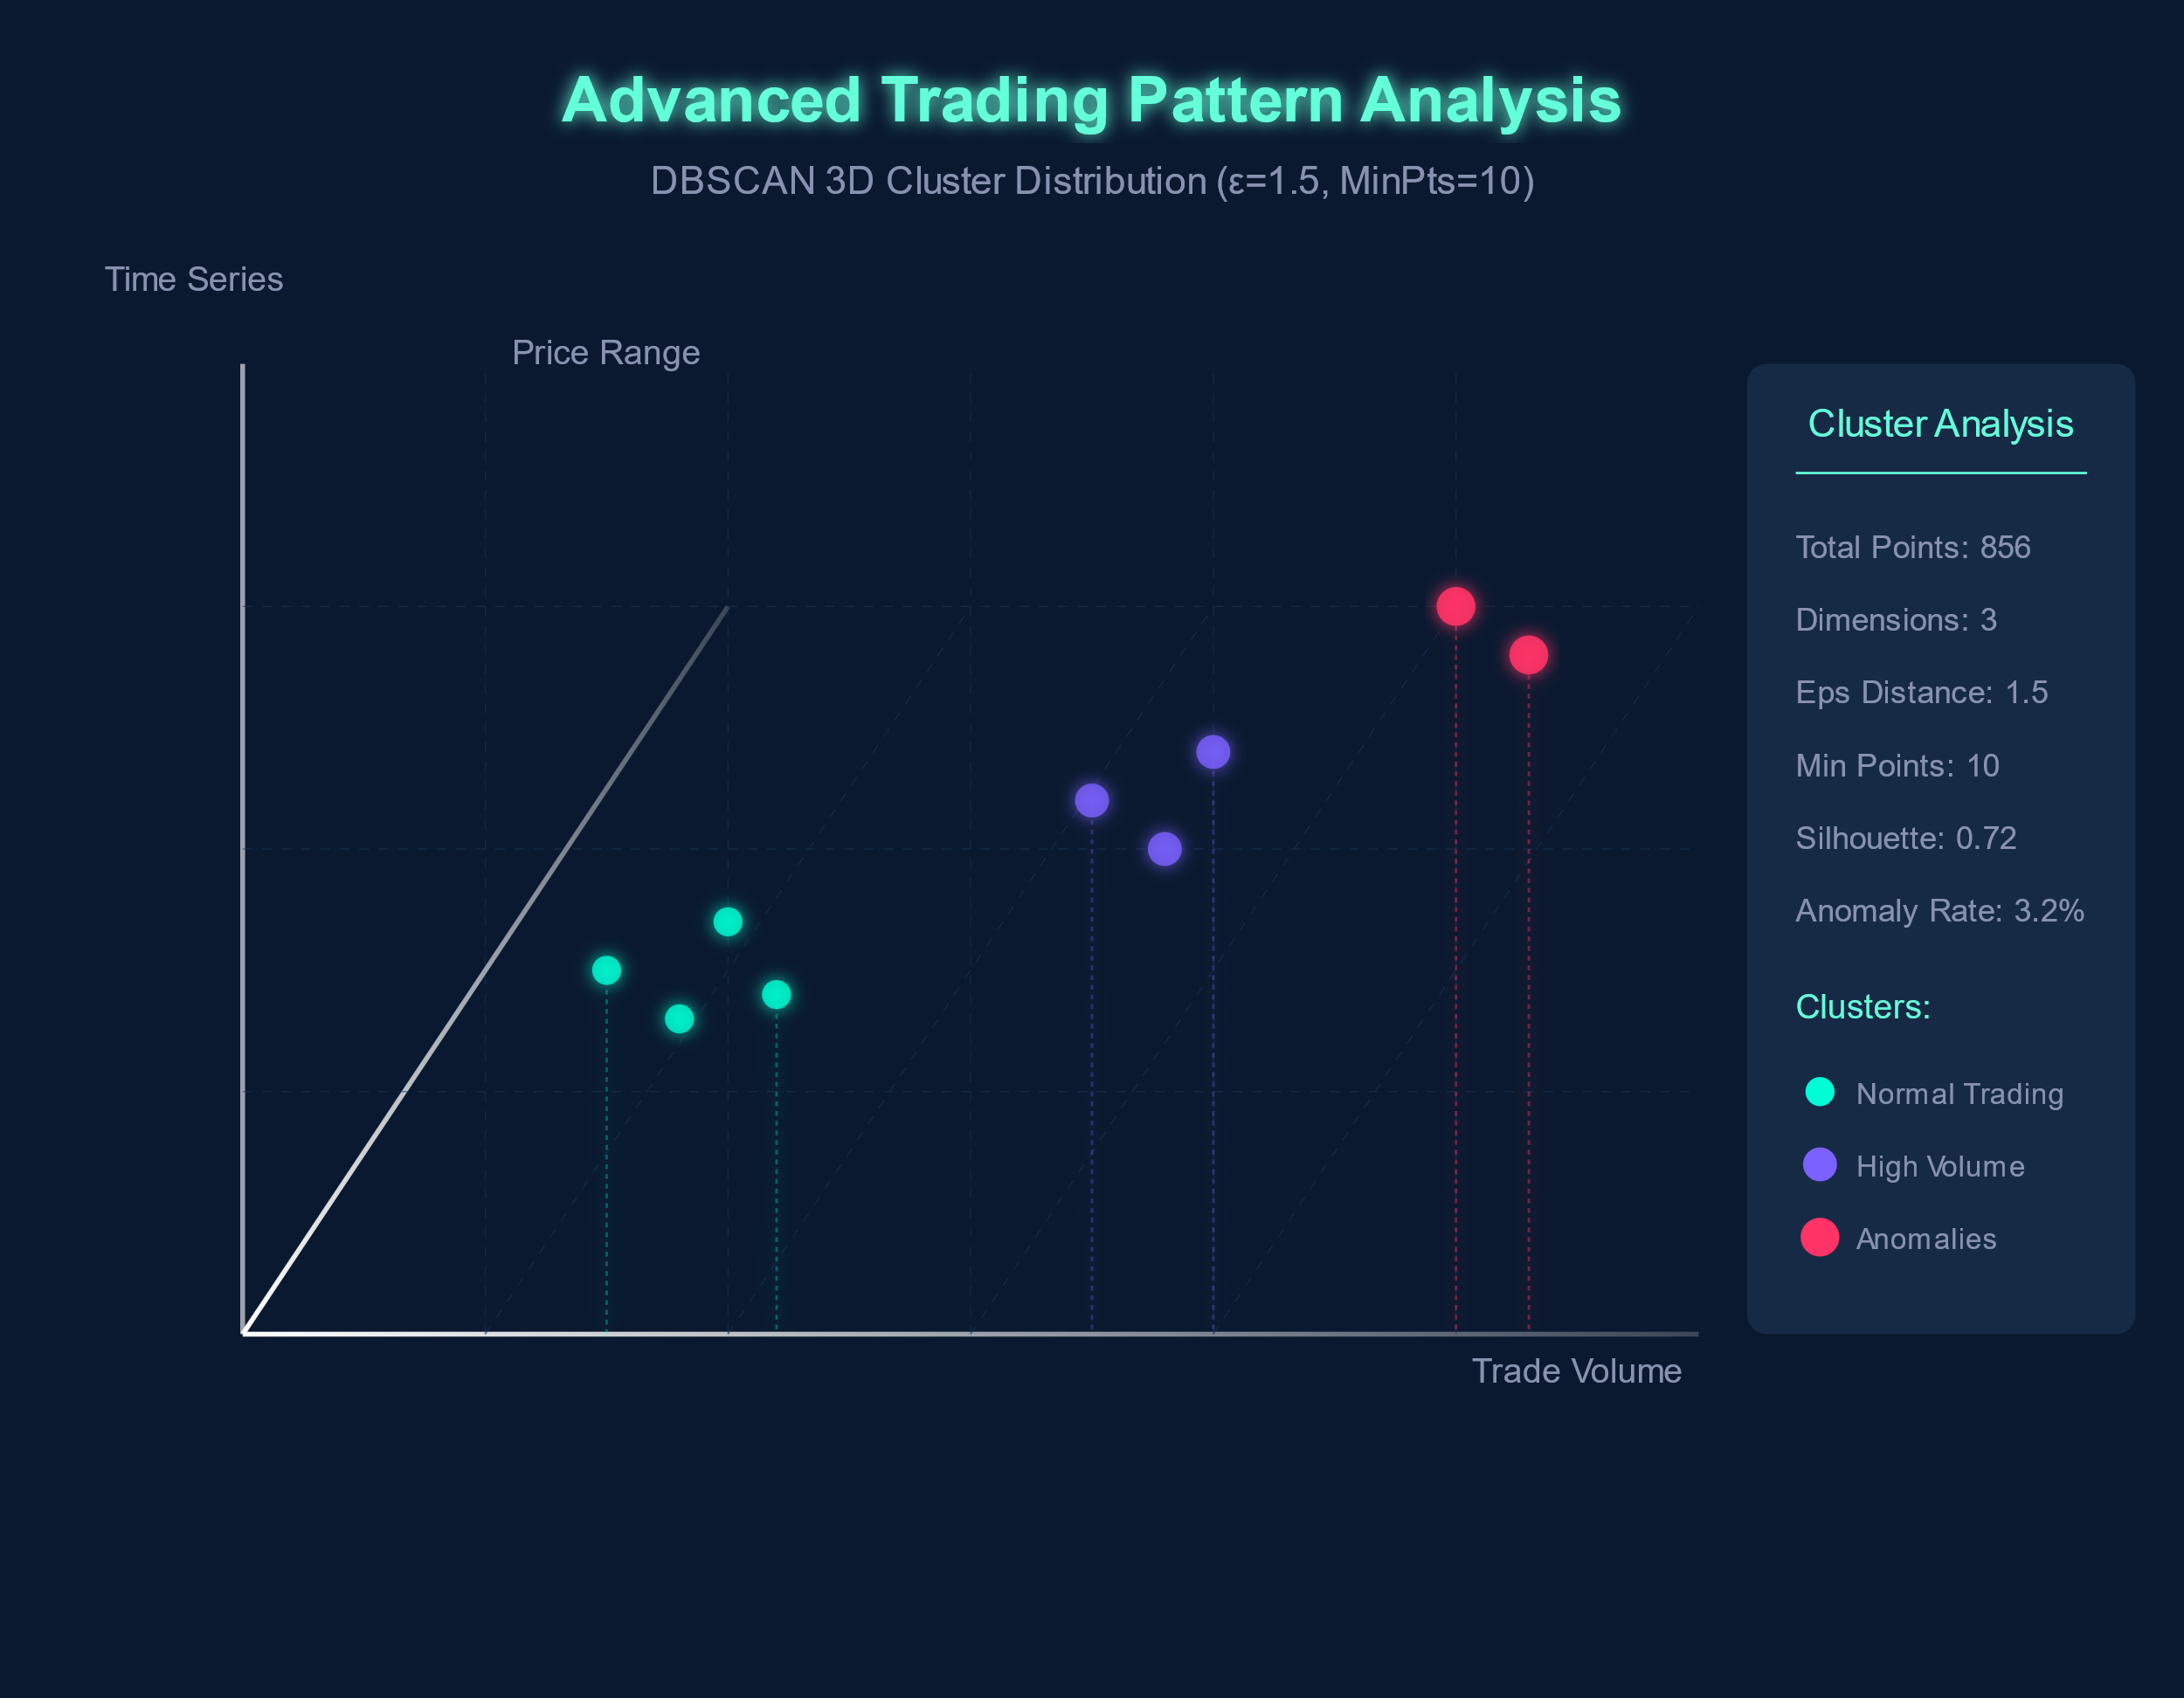 Advanced Trading Pattern Analysis
DBSCAN 3D Cluster Distribution (ε=1.5, MinPts=10)
Time Series
Price Range
Trade Volume
Cluster Analysis
Total Points: 856
Dimensions: 3
Eps Distance: 1.5
Min Points: 10
Silhouette: 0.72
Anomaly Rate: 3.2%
Clusters:
Normal Trading
High Volume
Anomalies